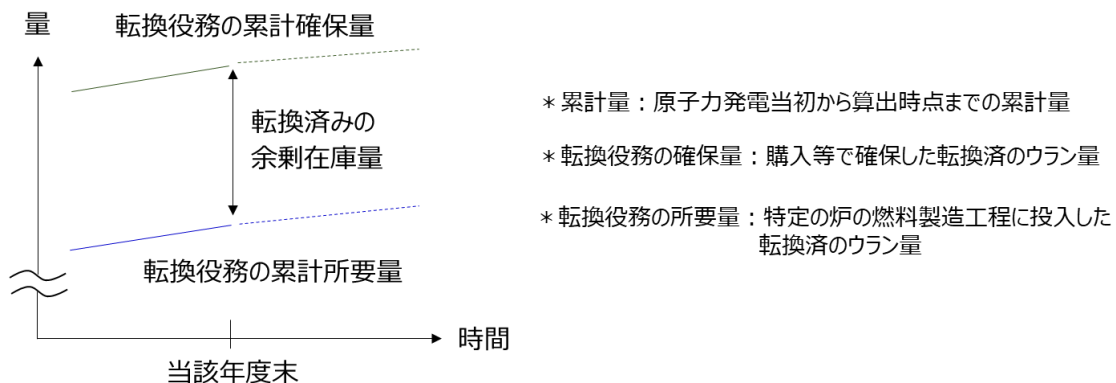 量
転換役務の累計確保量
転換済みの
余剰在庫量
転換役務の累計所要量
時間
当該年度末
＊累計量：原子力発電当初から算出時点までの累計量
＊転換役務の確保量：購入等で確保した転換済のウラン量
＊転換役務の所要量：特定の炉の燃料製造工程に投入した
転換済のウラン量